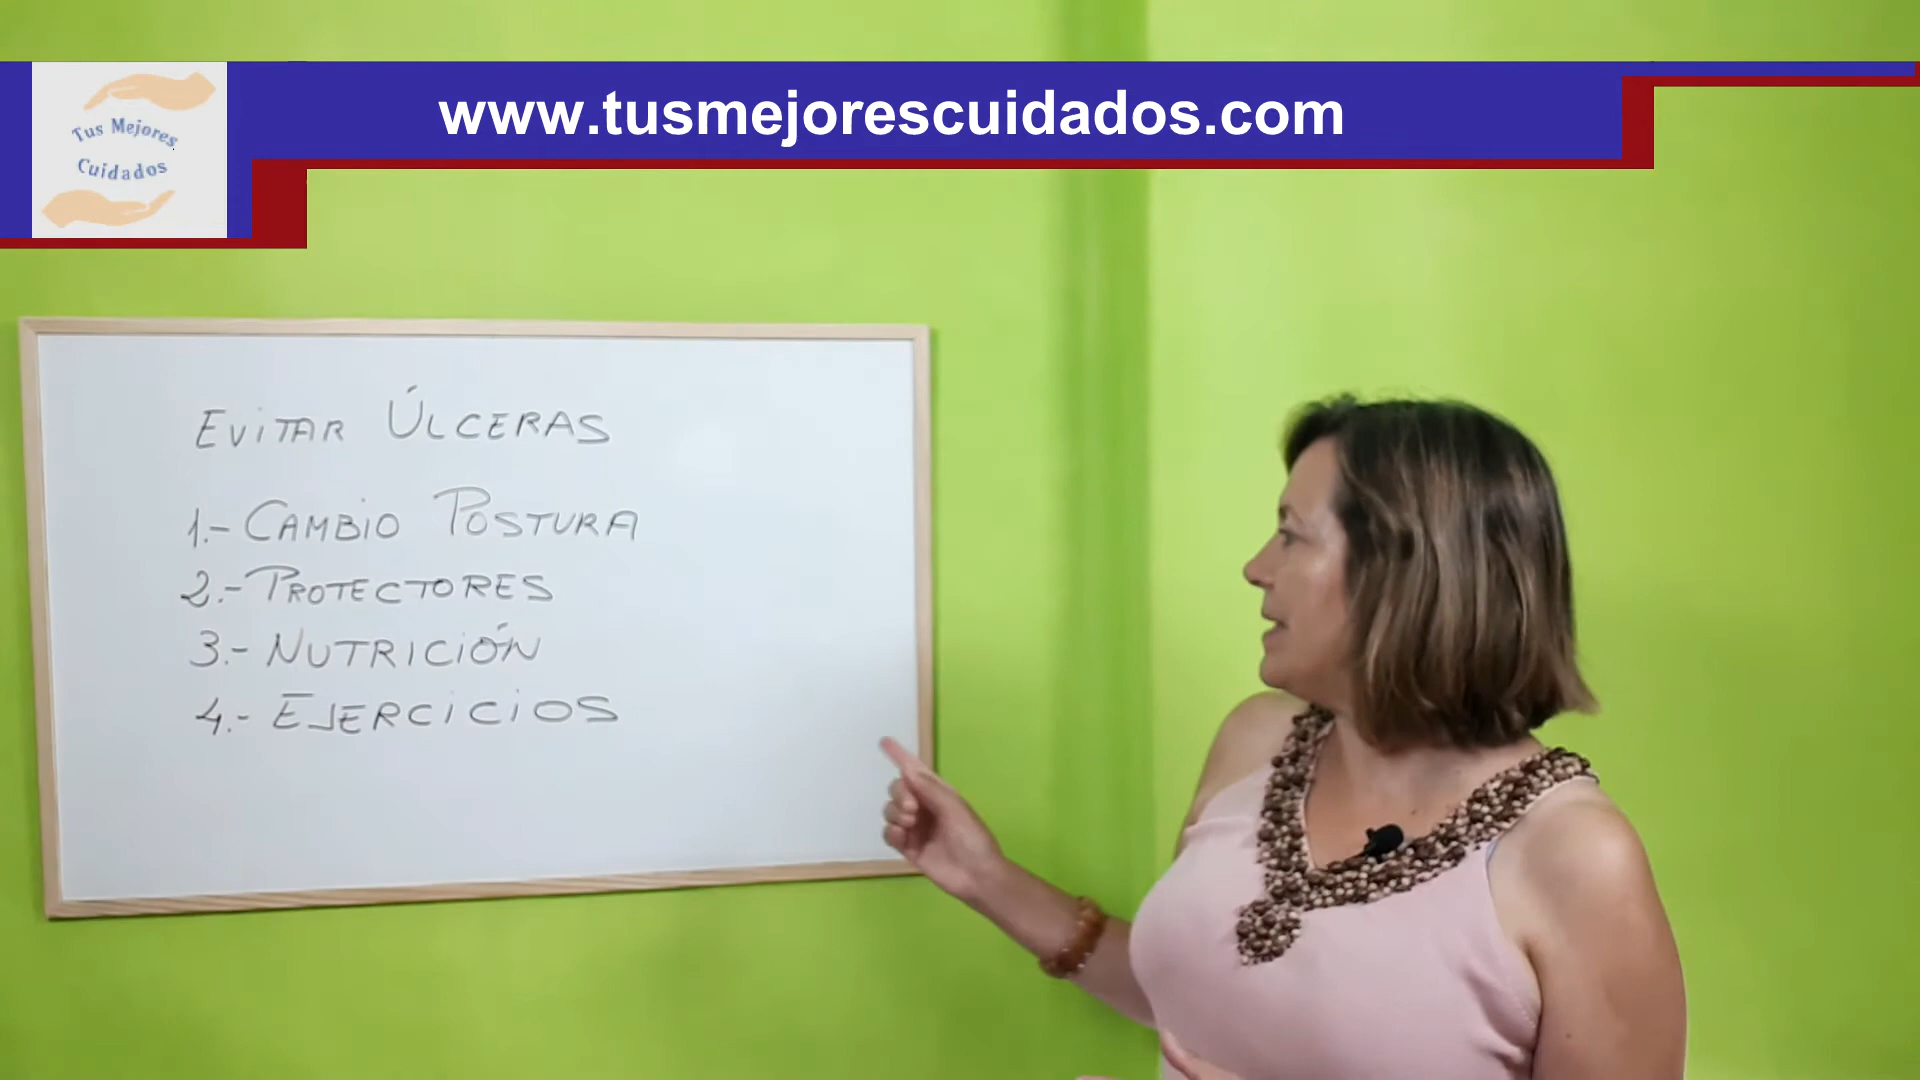 www.tusmejorescuidados.com
Tus Mejores
Cuidados
EVITAR ÚLCERAS
1.- CAMBIO POSTURA
2.- PROTECTORES
3.- NUTRICIÓN
4.- EJERCICIOS